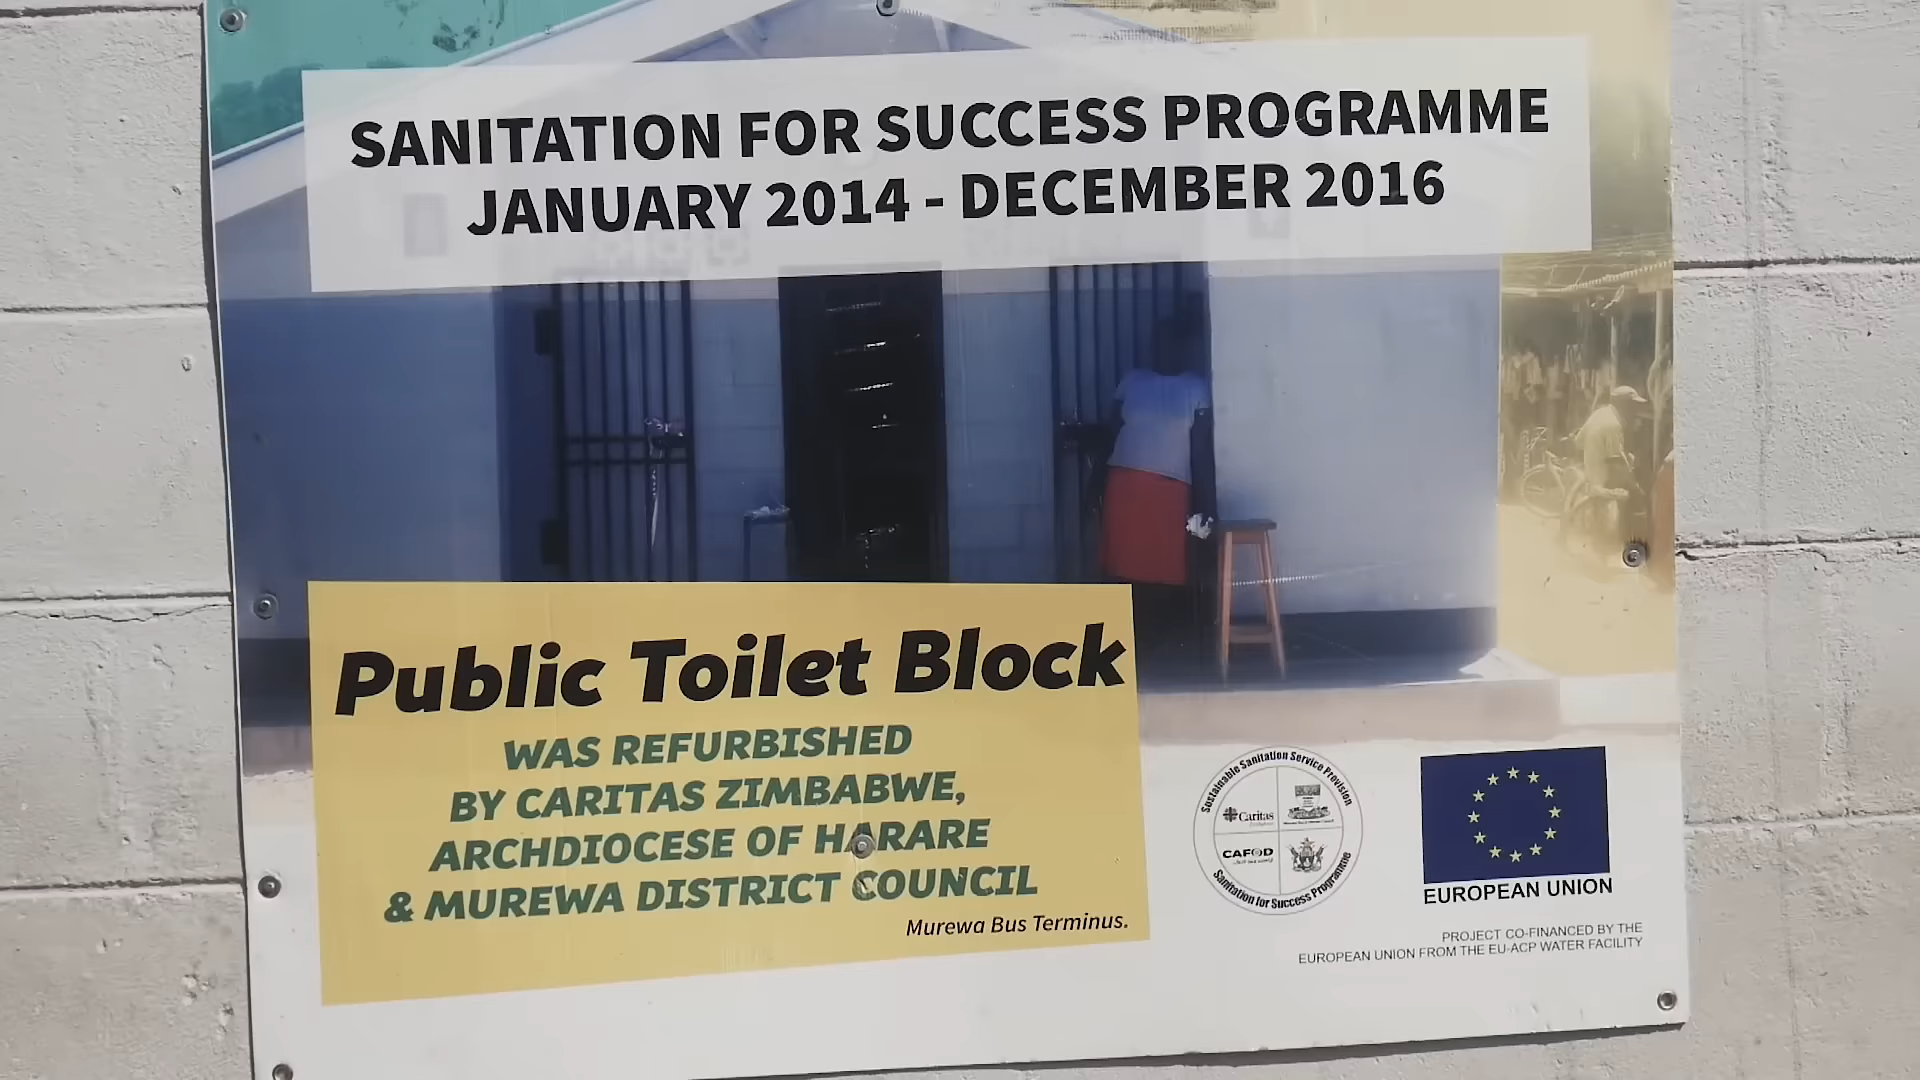 SANITATION FOR SUCCESS PROGRAMME
JANUARY 2014 - DECEMBER 2016
Public Toilet Block
WAS REFURBISHED
BY CARITAS ZIMBABWE,
ARCHDIOCESE OF HARARE
& MUREWA DISTRICT COUNCIL
Murewa Bus Terminus.
Sustainable Sanitation Service Provision
Caritas
CAFOD
Sanitation for Success Programme
EUROPEAN UNION
PROJECT CO-FINANCED BY THE
EUROPEAN UNION FROM THE EU-ACP WATER FACILITY